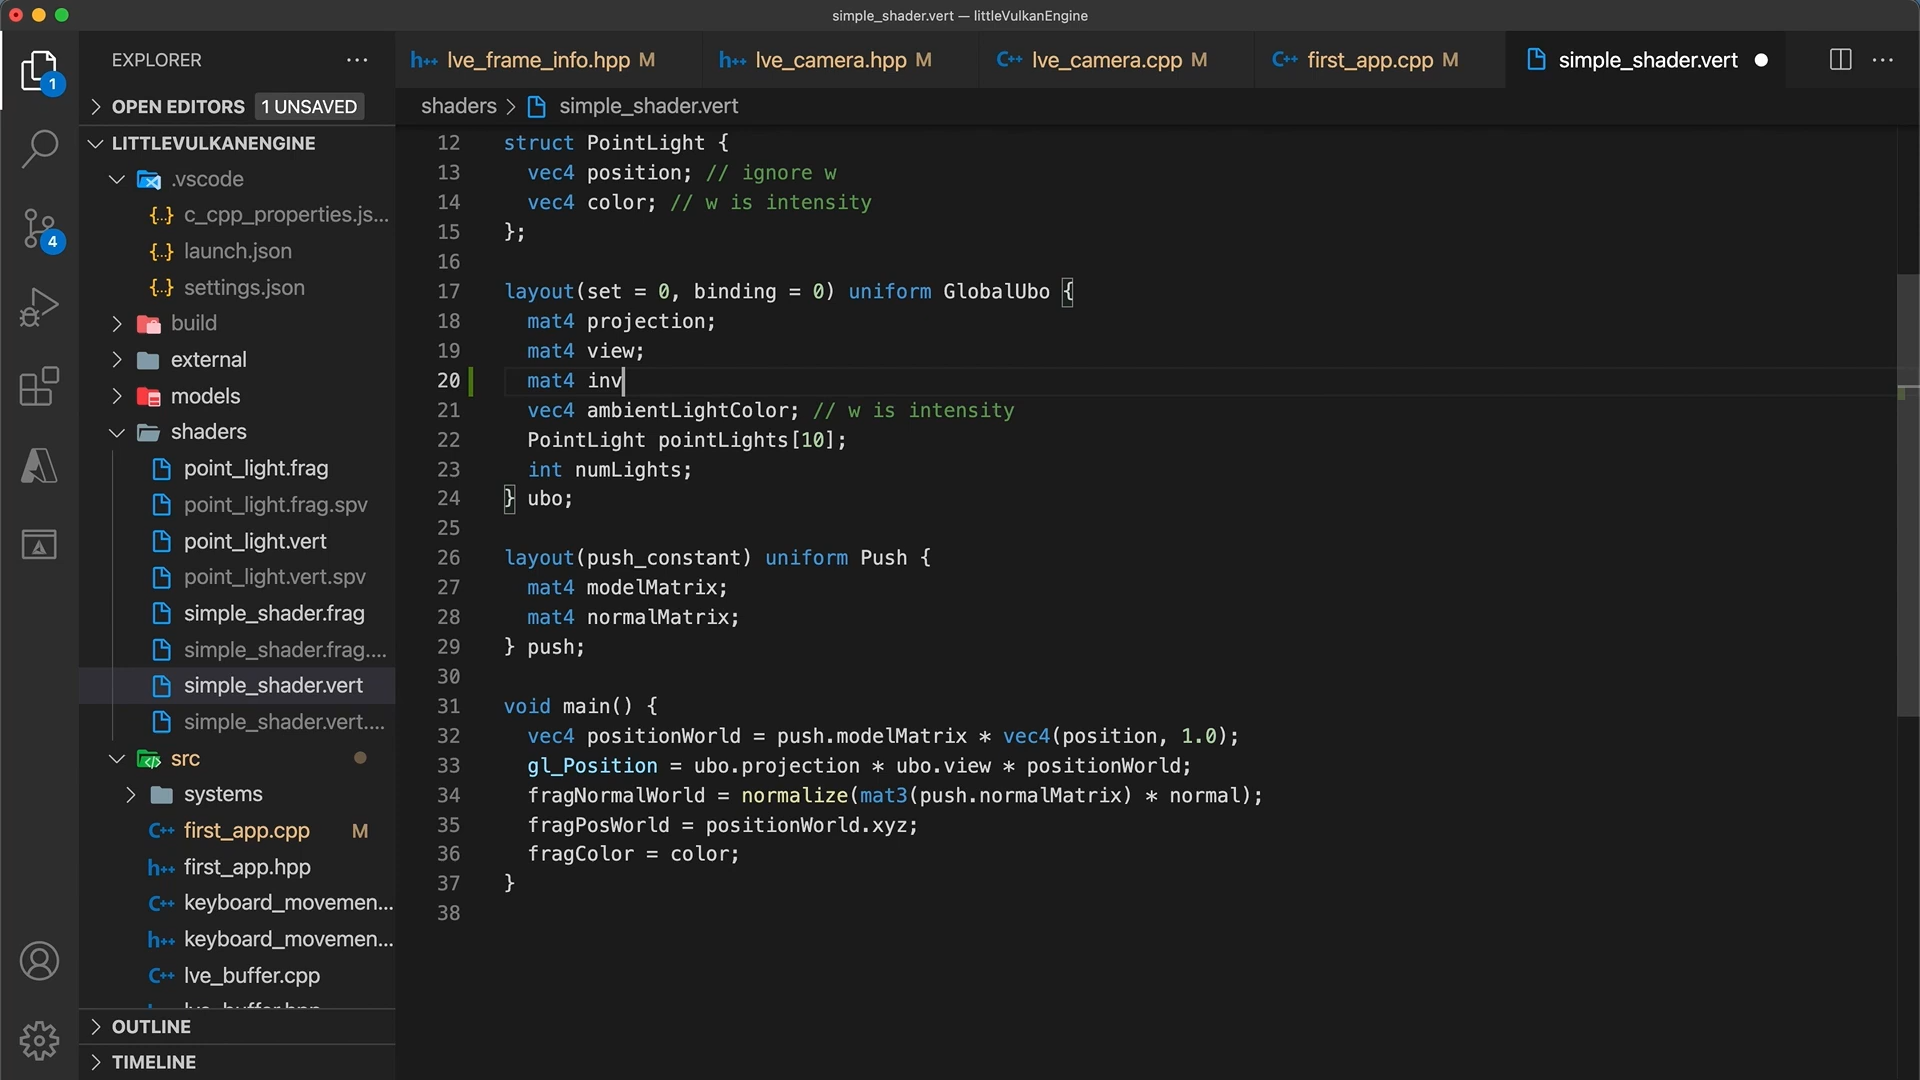 simple_shader.vert — littleVulkanEngine
EXPLORER
lve_frame_info.hpp M
lve_camera.hpp M
lve_camera.cpp M
first_app.cpp M
simple_shader.vert
OPEN EDITORS 1 UNSAVED
shaders > simple_shader.vert
LITTLEVULKANENGINE
.vscode
c_cpp_properties.js...
launch.json
settings.json
build
external
models
shaders
point_light.frag
point_light.frag.spv
point_light.vert
point_light.vert.spv
simple_shader.frag
simple_shader.frag....
simple_shader.vert
simple_shader.vert....
src
systems
first_app.cpp M
first_app.hpp
keyboard_movemen...
keyboard_movemen...
lve_buffer.cpp
OUTLINE
TIMELINE
1
4
12 struct PointLight {
13 vec4 position; // ignore w
14 vec4 color; // w is intensity
15 };
16
17 layout(set = 0, binding = 0) uniform GlobalUbo {
18 mat4 projection;
19 mat4 view;
20 mat4 inv
21 vec4 ambientLightColor; // w is intensity
22 PointLight pointLights[10];
23 int numLights;
24 } ubo;
25
26 layout(push_constant) uniform Push {
27 mat4 modelMatrix;
28 mat4 normalMatrix;
29 } push;
30
31 void main() {
32 vec4 positionWorld = push.modelMatrix * vec4(position, 1.0);
33 gl_Position = ubo.projection * ubo.view * positionWorld;
34 fragNormalWorld = normalize(mat3(push.normalMatrix) * normal);
35 fragPosWorld = positionWorld.xyz;
36 fragColor = color;
37 }
38